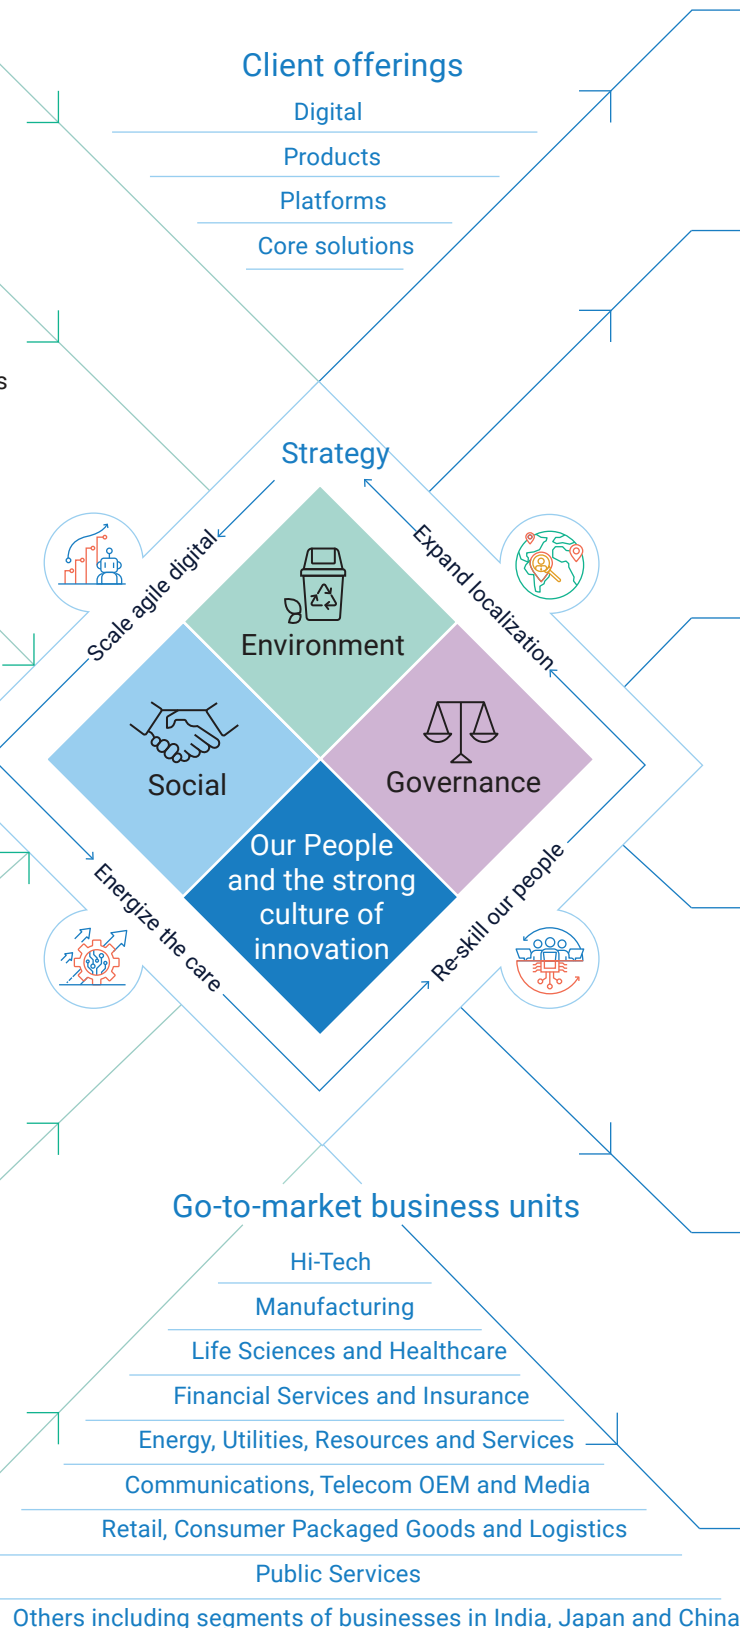 Client offerings
Digital
Products
Platforms
Core solutions
s
Strategy
Scale agile digital
Expand localization
Environment
Social
Governance
Our People
and the strong
culture of
innovation
Energize the care
Re-skill our people
Go-to-market business units
Hi-Tech
Manufacturing
Life Sciences and Healthcare
Financial Services and Insurance
Energy, Utilities, Resources and Services
Communications, Telecom OEM and Media
Retail, Consumer Packaged Goods and Logistics
Public Services
Others including segments of businesses in India, Japan and China